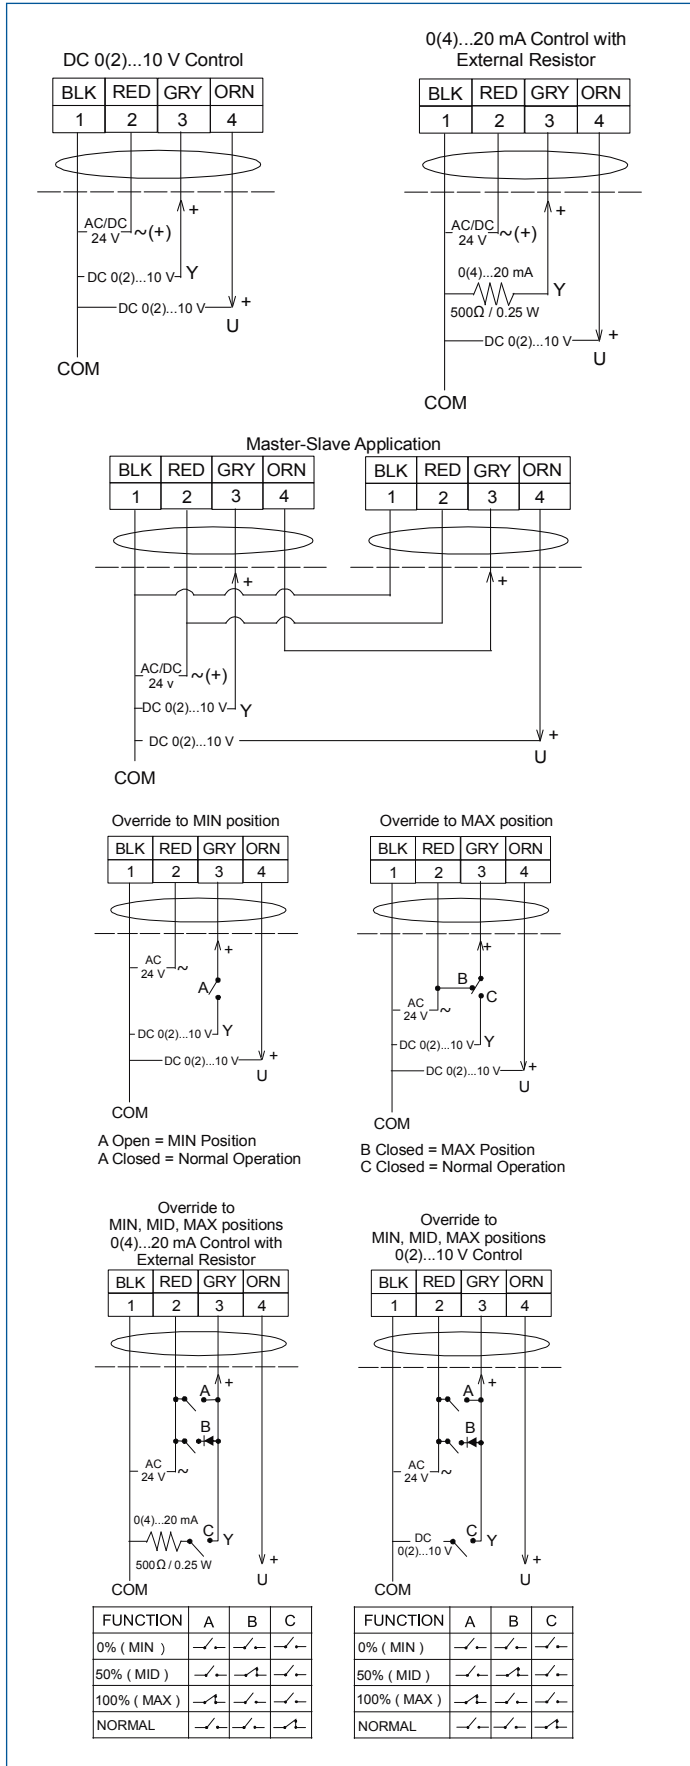 DC 0(2)...10 V Control
BLK RED GRY ORN
1 2 3 4
+
AC/DC
24 V ~(+)
DC 0(2)...10 V Y
DC 0(2)...10 V +
U
COM
0(4)...20 mA Control with
External Resistor
BLK RED GRY ORN
1 2 3 4
+
AC/DC
24 V ~(+)
0(4)...20 mA
Y
500Ω / 0.25 W
+
DC 0(2)...10 V
U
COM
Master-Slave Application
BLK RED GRY ORN
1 2 3 4
BLK RED GRY ORN
1 2 3 4
+ +
AC/DC
24 v ~(+)
DC 0(2)...10 V Y
DC 0(2)...10 V +
U
COM
Override to MIN position
BLK RED GRY ORN
1 2 3 4
+
AC
24 V ~
A
DC 0(2)...10 V Y
DC 0(2)...10 V +
U
COM
A Open = MIN Position
A Closed = Normal Operation
Override to MAX position
BLK RED GRY ORN
1 2 3 4
+
B
C
AC
24 V ~
DC 0(2)...10 V Y
DC 0(2)...10 V +
U
COM
B Closed = MAX Position
C Closed = Normal Operation
Override to
MIN, MID, MAX positions
0(4)...20 mA Control with
External Resistor
BLK RED GRY ORN
1 2 3 4
A +
B
AC
24 V ~
0(4)...20 mA
C Y
500Ω / 0.25 W
+
U
COM
FUNCTION A B C
0% ( MIN )
50% ( MID )
100% ( MAX )
NORMAL
Override to
MIN, MID, MAX positions
0(2)...10 V Control
BLK RED GRY ORN
1 2 3 4
A +
B
AC
24 V ~
C
DC Y
0(2)...10 V
+
U
COM
FUNCTION A B C
0% ( MIN )
50% ( MID )
100% ( MAX )
NORMAL